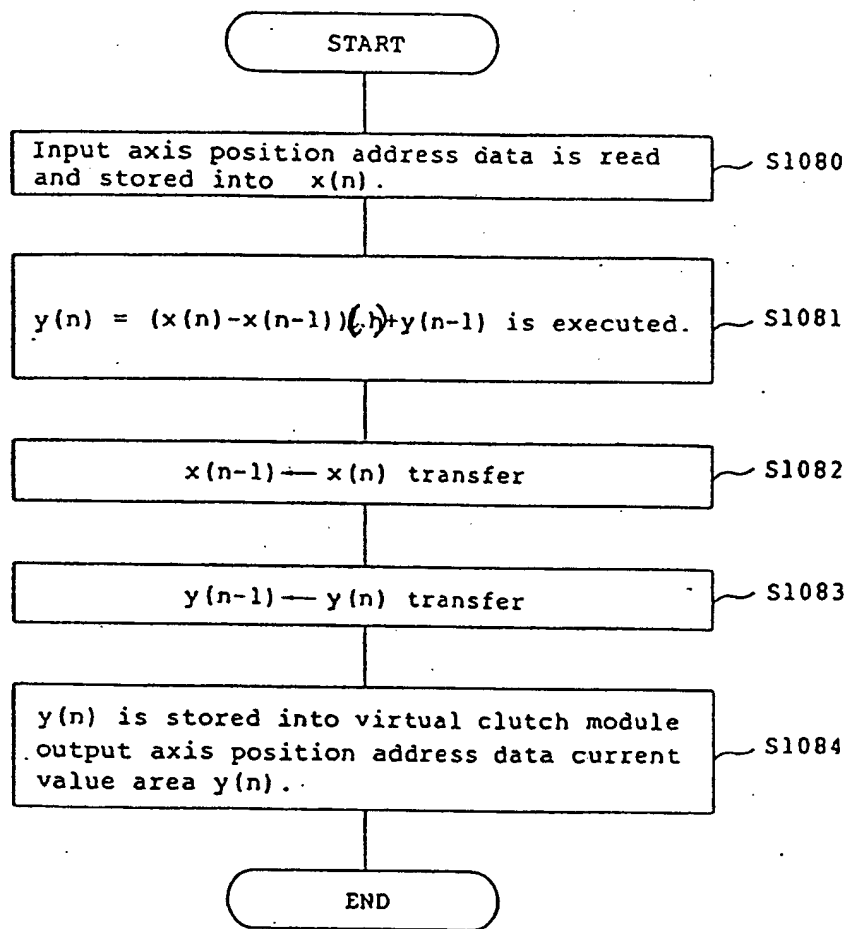 START
Input axis position address data is read
and stored into x(n).
S1080
y(n) = (x(n)-x(n-1)) +y(n-1) is executed.
S1081
x(n-1)← x(n) transfer
S1082
y(n-1)← y(n) transfer
S1083
y(n) is stored into virtual clutch module
output axis position address data current
value area y(n).
S1084
END